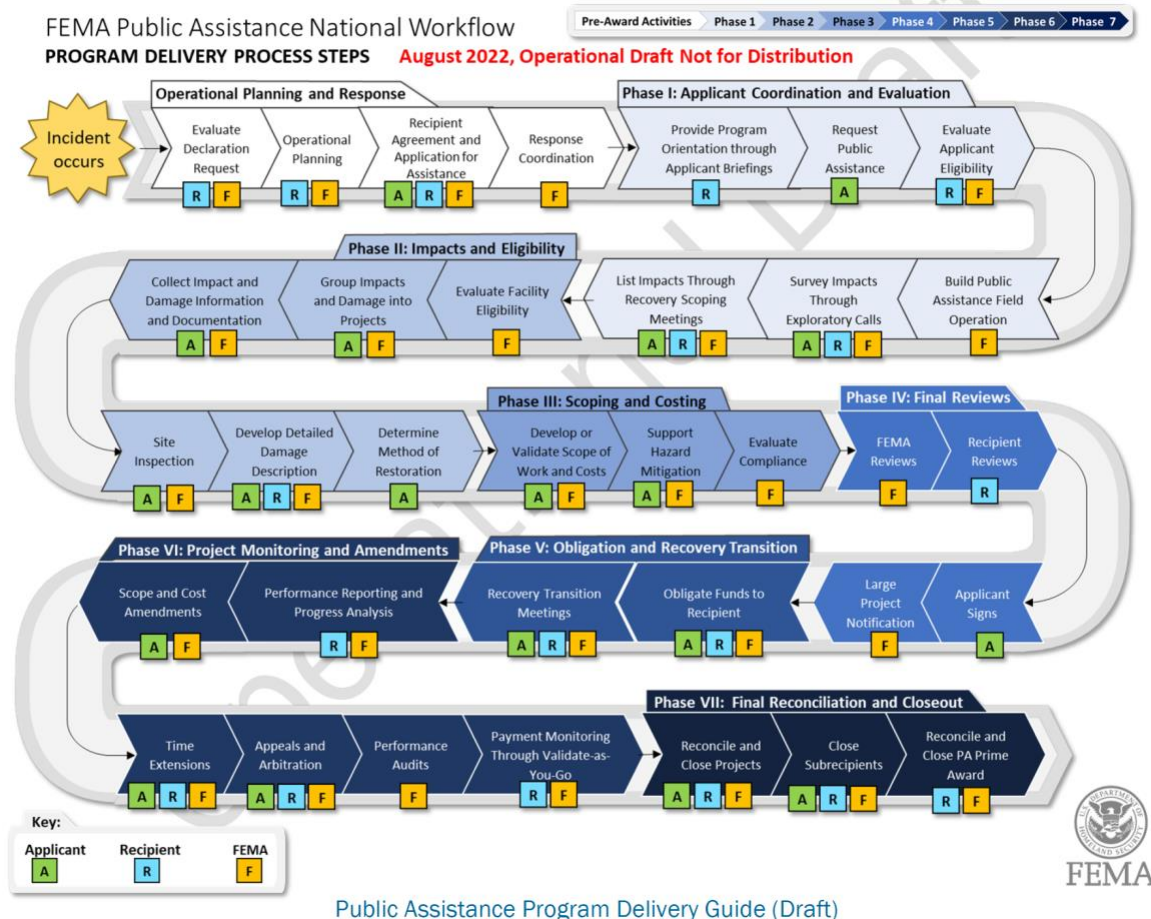 FEMA Public Assistance National Workflow
PROGRAM DELIVERY PROCESS STEPS August 2022, Operational Draft Not for Distribution
Pre-Award Activities Phase 1 Phase 2 Phase 3 Phase 4 Phase 5 Phase 6 Phase 7
Incident
occurs
Operational Planning and Response
Evaluate
Declaration
Request
R F
Operational
Planning
R F
Recipient
Agreement and
Application for
Assistance
A R F
Response
Coordination
F
Phase I: Applicant Coordination and Evaluation
Provide Program
Orientation through
Applicant Briefings
R
Request
Public
Assistance
A
Evaluate
Applicant
Eligibility
R F
Build Public
Assistance Field
Operation
F
Survey Impacts
Through
Exploratory Calls
A R F
List Impacts Through
Recovery Scoping
Meetings
A R F
Phase II: Impacts and Eligibility
Evaluate Facility
Eligibility
F
Group Impacts
and Damage into
Projects
A F
Collect Impact and
Damage Information
and Documentation
A F
Site
Inspection
A F
Develop Detailed
Damage
Description
A R F
Determine
Method of
Restoration
A
Phase III: Scoping and Costing
Develop or
Validate Scope of
Work and Costs
A F
Support
Hazard
Mitigation
A F
Evaluate
Compliance
F
Phase IV: Final Reviews
FEMA
Reviews
F
Recipient
Reviews
R
Applicant
Signs
A
Large
Project
Notification
F
Phase V: Obligation and Recovery Transition
Obligate Funds to
Recipient
A R F
Recovery Transition
Meetings
A R F
Phase VI: Project Monitoring and Amendments
Performance Reporting and
Progress Analysis
R F
Scope and Cost
Amendments
A F
Time
Extensions
A R F
Appeals and
Arbitration
A R F
Performance
Audits
F
Payment Monitoring
Through Validate-as-
You-Go
R F
Phase VII: Final Reconciliation and Closeout
Reconcile and
Close Projects
A R F
Close
Subrecipients
A R F
Reconcile and
Close PA Prime
Award
R F
Key:
Applicant Recipient FEMA
A R F
FEMA
Public Assistance Program Delivery Guide (Draft)